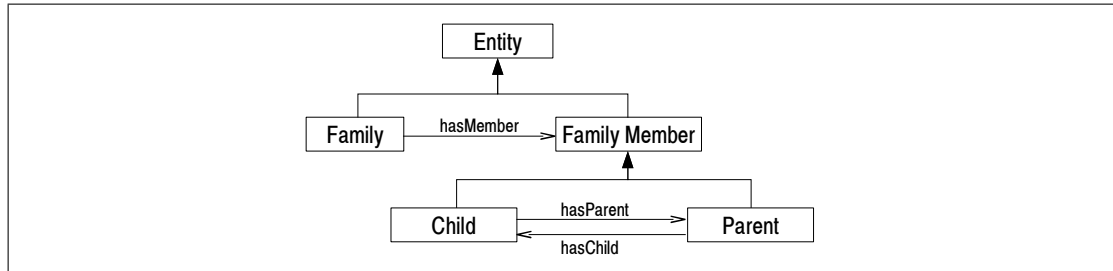 Entity
Family
hasMember
Family Member
Child
hasParent
Parent
hasChild